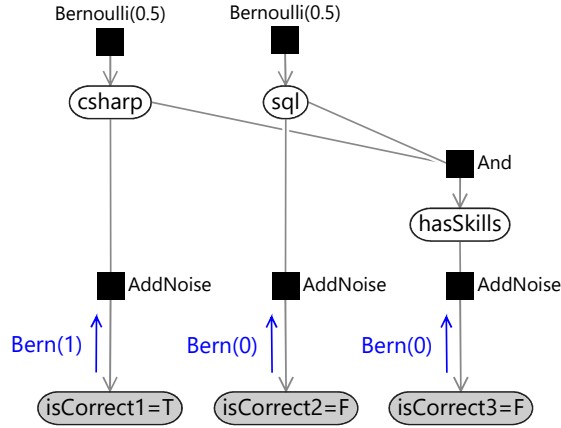 Bernoulli(0.5) Bernoulli(0.5)
csharp sql
And
hasSkills
AddNoise AddNoise AddNoise
Bern(1) Bern(0) Bern(0)
isCorrect1=T isCorrect2=F isCorrect3=F